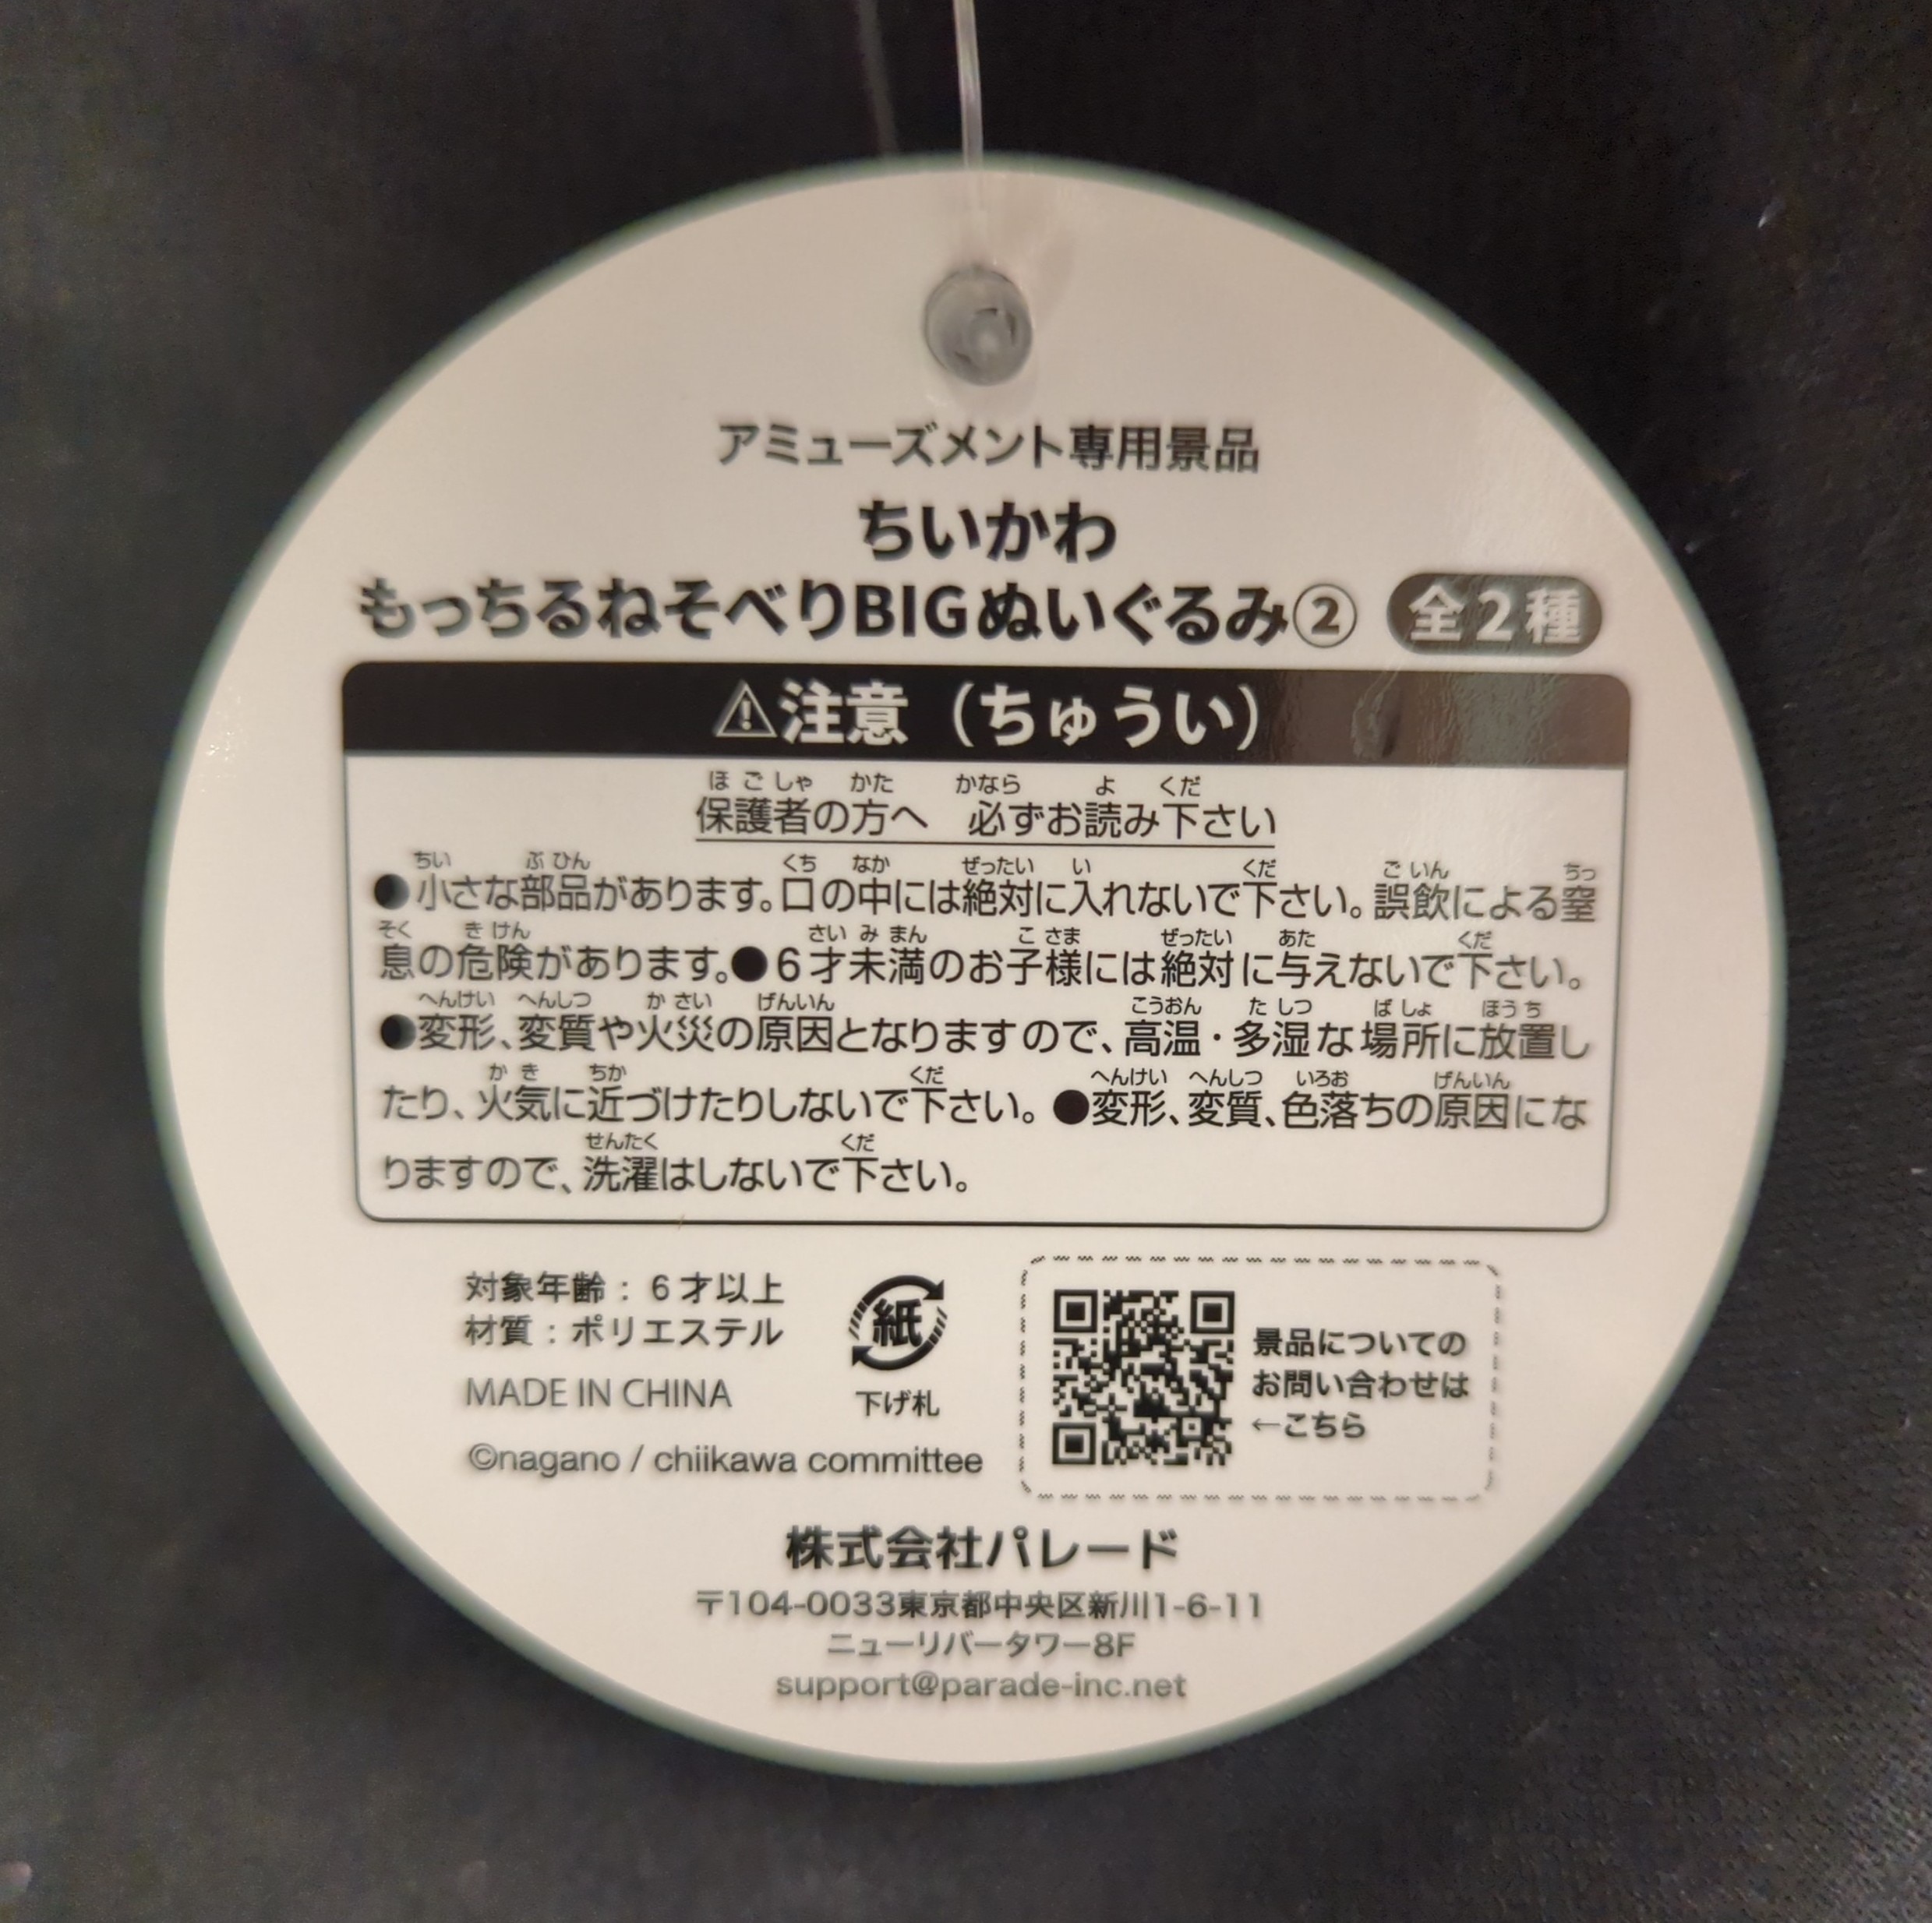 アミューズメント専用景品
ちいかわ
もっちるねそべりBIGぬいぐるみ② 全2種
⚠注意（ちゅうい）
ほごしゃ かた かなら よ くだ
保護者の方へ 必ずお読み下さい
ちい ぶひん くち なか ぜったい い くだ ごいん ちっ
●小さな部品があります。口の中には絶対に入れないで下さい。誤飲による窒
そく きけん さいみまん こさま ぜったい あた くだ
息の危険があります。●6才未満のお子様には絶対に与えないで下さい。
へんけい へんしつ かさい げんいん こうおん たしつ ばしょ ほうち
●変形、変質や火災の原因となりますので、高温・多湿な場所に放置し
かき ちか くだ へんけい へんしつ いろお げんいん
たり、火気に近づけたりしないで下さい。●変形、変質、色落ちの原因にな
せんたく くだ
りますので、洗濯はしないで下さい。
対象年齢：6才以上
材質：ポリエステル
MADE IN CHINA
©nagano / chiikawa committee
紙
下げ札
景品についての
お問い合わせは
←こちら
株式会社パレード
〒104-0033東京都中央区新川1-6-11
ニューリバータワー8F
support@parade-inc.net